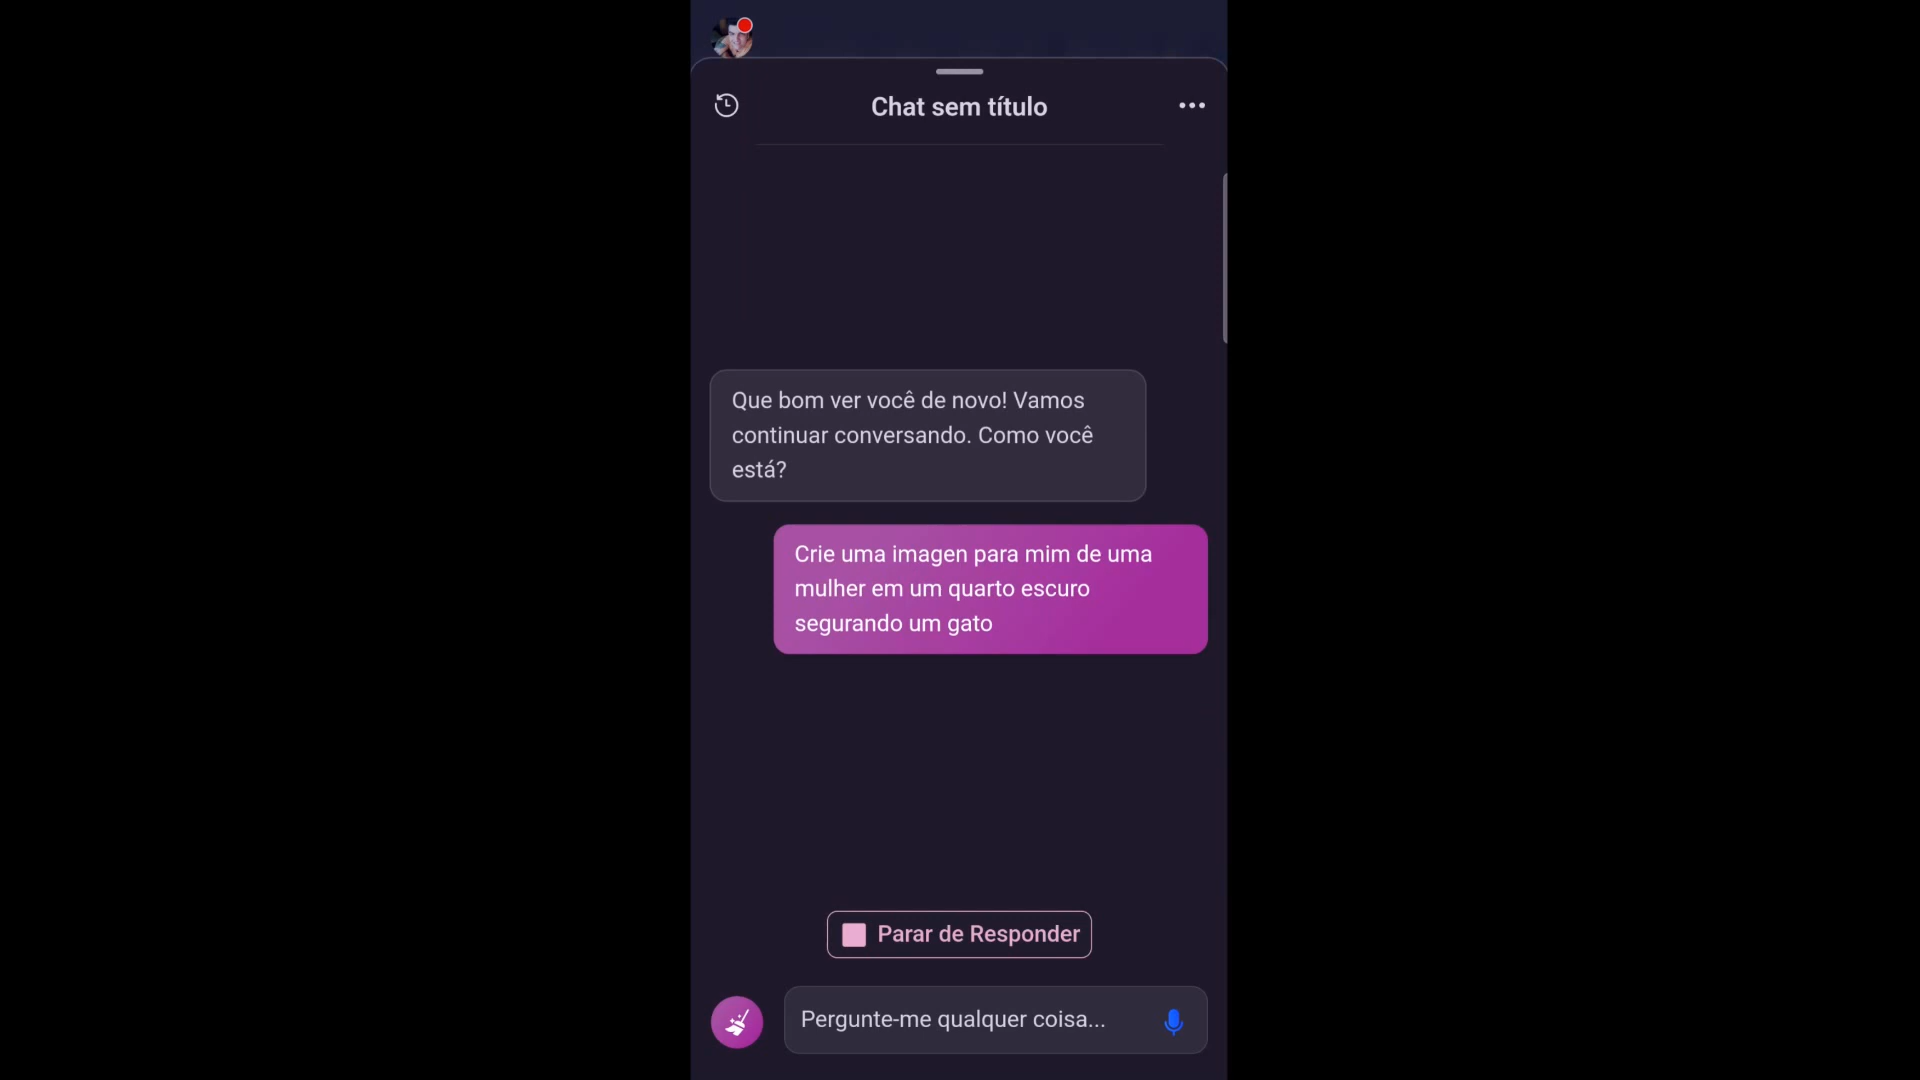 Chat sem título
Que bom ver você de novo! Vamos
continuar conversando. Como você
está?
Crie uma imagen para mim de uma
mulher em um quarto escuro
segurando um gato
Parar de Responder
Pergunte-me qualquer coisa...